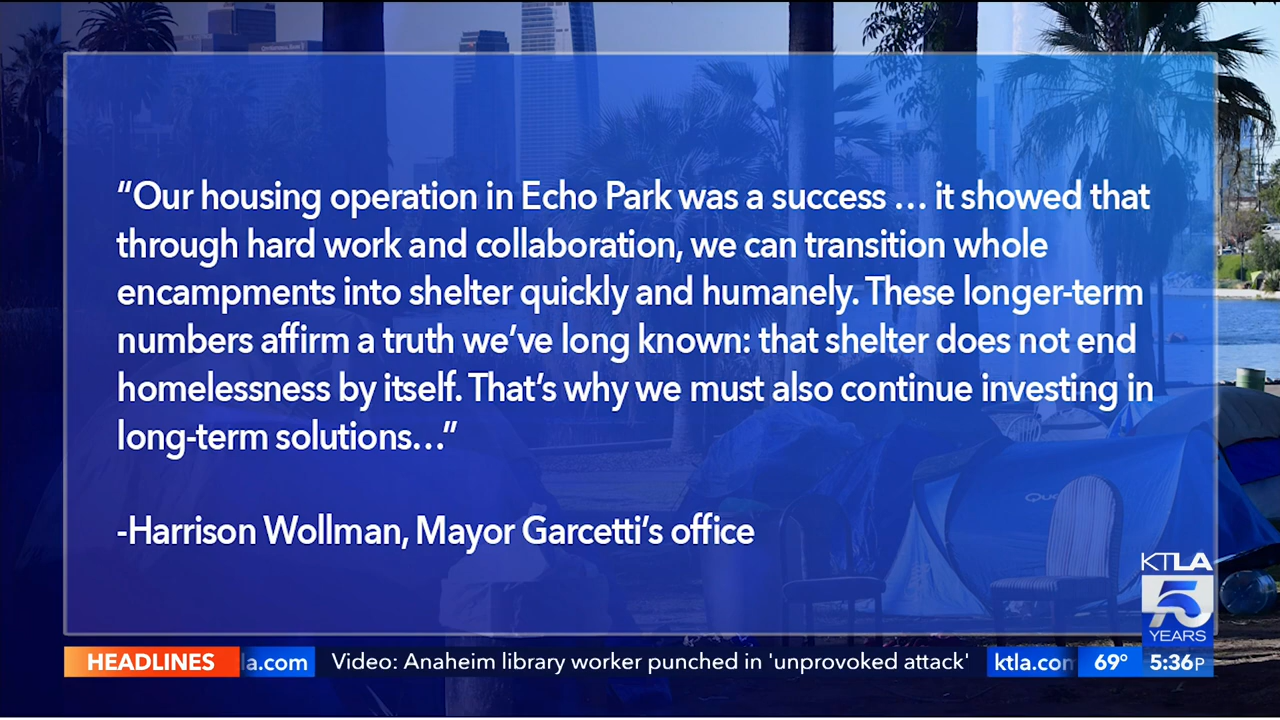 “Our housing operation in Echo Park was a success … it showed that
through hard work and collaboration, we can transition whole
encampments into shelter quickly and humanely. These longer-term
numbers affirm a truth we’ve long known: that shelter does not end
homelessness by itself. That’s why we must also continue investing in
long-term solutions…”
-Harrison Wollman, Mayor Garcetti’s office
KTLA
75
YEARS
HEADLINES la.com Video: Anaheim library worker punched in 'unprovoked attack' ktla.com 69° 5:36P